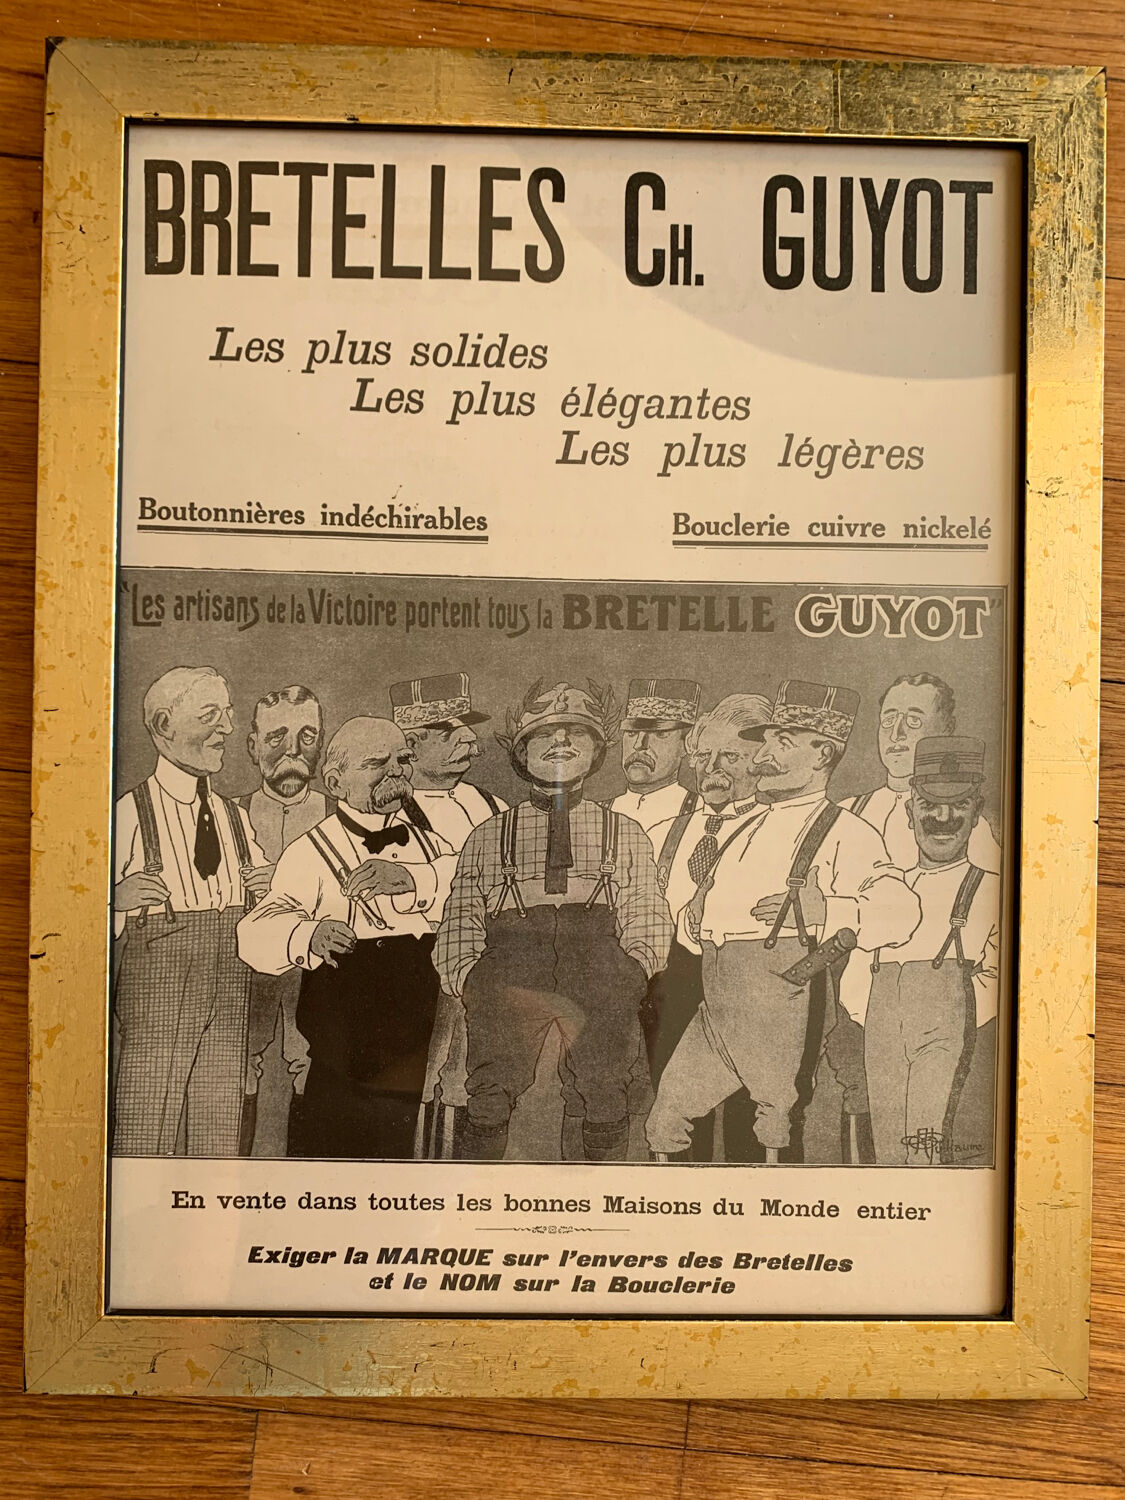 BRETELLES CH. GUYOT
Les plus solides
Les plus élégantes
Les plus légères
Boutonnières indéchirables
Bouclerie cuivre nickelé
"Les artisans de la Victoire portent tous la BRETELLE GUYOT"
En vente dans toutes les bonnes Maisons du Monde entier
Exiger la MARQUE sur l'envers des Bretelles
et le NOM sur la Bouclerie